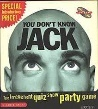 SPECIAL
Introductory
PRICE!
YOU DON'T KNOW
JACK
the irreverent quiz show party game